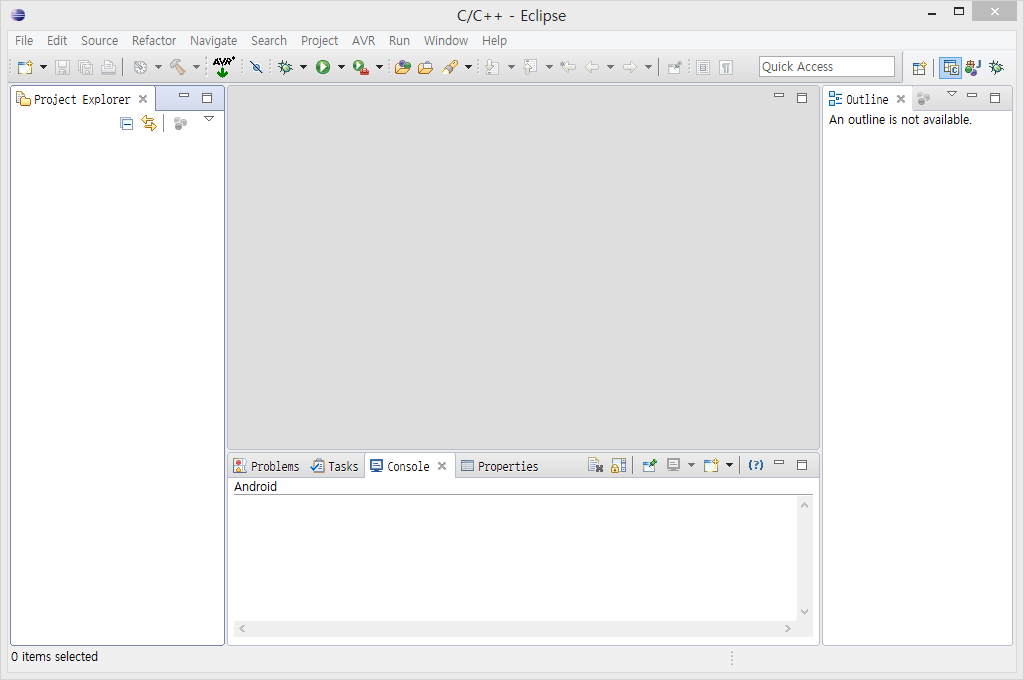 C/C++ - Eclipse
File Edit Source Refactor Navigate Search Project AVR Run Window Help
AVR Quick Access
Project Explorer
Outline
An outline is not available.
Problems Tasks Console Properties
Android
0 items selected